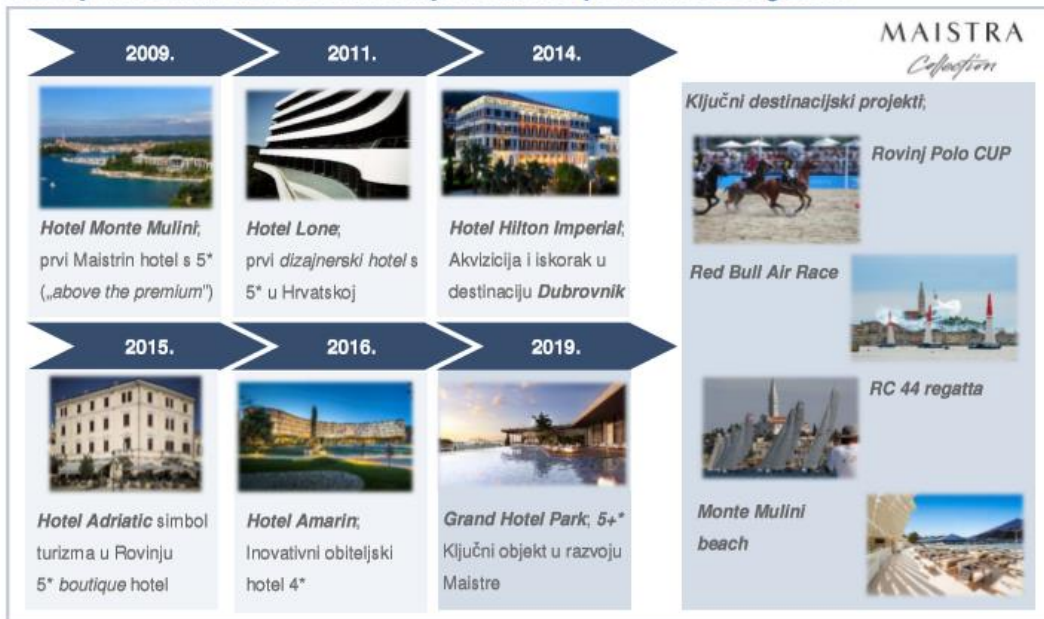 2009.
2011.
2014.
Hotel Monte Mulini;
prvi Maistrin hotel s 5*
(„above the premium”)
Hotel Lone;
prvi dizajnerski hotel s
5* u Hrvatskoj
Hotel Hilton Imperial;
Akvizicija i iskorak u
destinaciju Dubrovnik
2015.
2016.
2019.
Hotel Adriatic simbol
turizma u Rovinju
5* boutique hotel
Hotel Amarin;
Inovativni obiteljski
hotel 4*
Grand Hotel Park; 5+*
Ključni objekt u razvoju
Maistre
MAISTRA
Collection
Ključni destinacijski projekti;
Rovinj Polo CUP
Red Bull Air Race
RC 44 regatta
Monte Mulini
beach